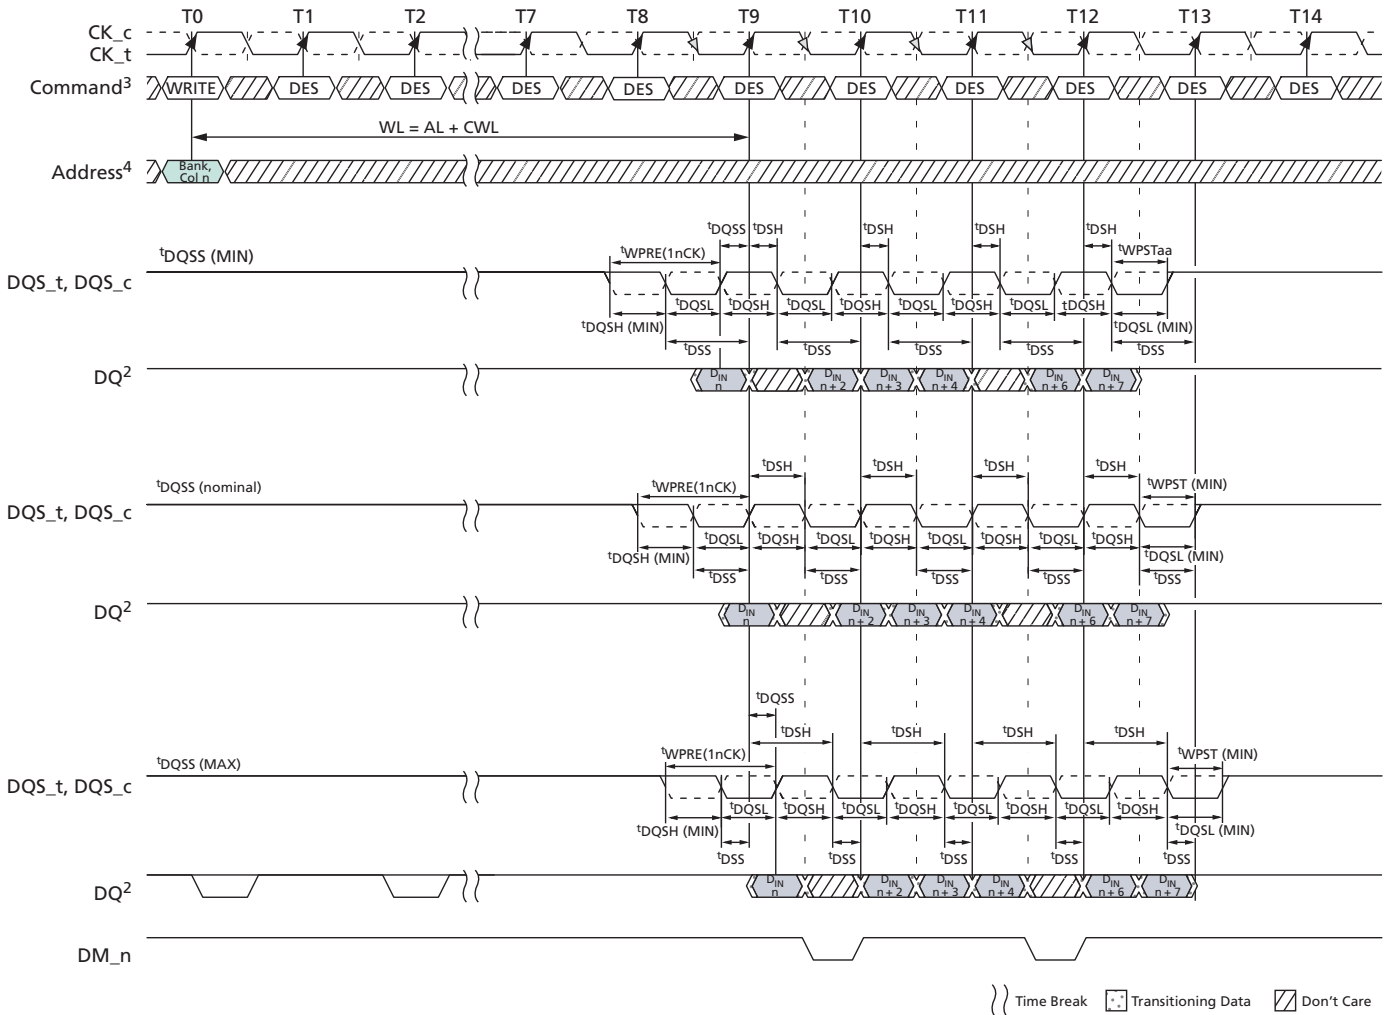 T0 T1 T2 T7 T8 T9 T10 T11 T12 T13 T14
CK_c
CK_t
Command3 WRITE DES DES DES DES DES DES DES DES DES DES
WL = AL + CWL
Address4 Bank,
Col n
tDQSS tDSH tDSH tDSH tDSH
tDQSS (MIN) tWPRE(1nCK) tWPSTaa
DQS_t, DQS_c
tDQSL tDQSH tDQSL tDQSH tDQSL tDQSH tDQSL tDQSH
tDQSH (MIN) tDQSL (MIN)
tDSS tDSS tDSS tDSS tDSS
DQ2 DIN DIN DIN DIN DIN DIN
n n + 2 n + 3 n + 4 n + 6 n + 7
tDSH tDSH tDSH tDSH
tDQSS (nominal) tWPRE(1nCK) tWPST (MIN)
DQS_t, DQS_c
tDQSL tDQSH tDQSL tDQSH tDQSL tDQSH tDQSL tDQSH
tDQSH (MIN) tDQSL (MIN)
tDSS tDSS tDSS tDSS tDSS
DQ2 DIN DIN DIN DIN DIN DIN
n n + 2 n + 3 n + 4 n + 6 n + 7
tDQSS
tDSH tDSH tDSH tDSH
tDQSS (MAX) tWPRE(1nCK) tWPST (MIN)
DQS_t, DQS_c
tDQSL tDQSH tDQSL tDQSH tDQSL tDQSH tDQSL tDQSH
tDQSH (MIN) tDQSL (MIN)
tDSS tDSS tDSS tDSS tDSS
DQ2 DIN DIN DIN DIN DIN DIN
n n + 2 n + 3 n + 4 n + 6 n + 7
DM_n
Time Break Transitioning Data Don't Care